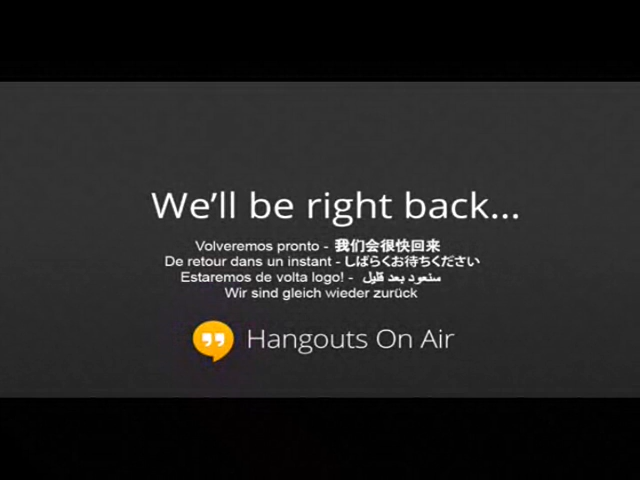 We'll be right back...
Volveremos pronto - 我们会很快回来
De retour dans un instant - しばらくお待ちください
Estaremos de volta logo! - سنعود بعد قليل
Wir sind gleich wieder zurück
Hangouts On Air